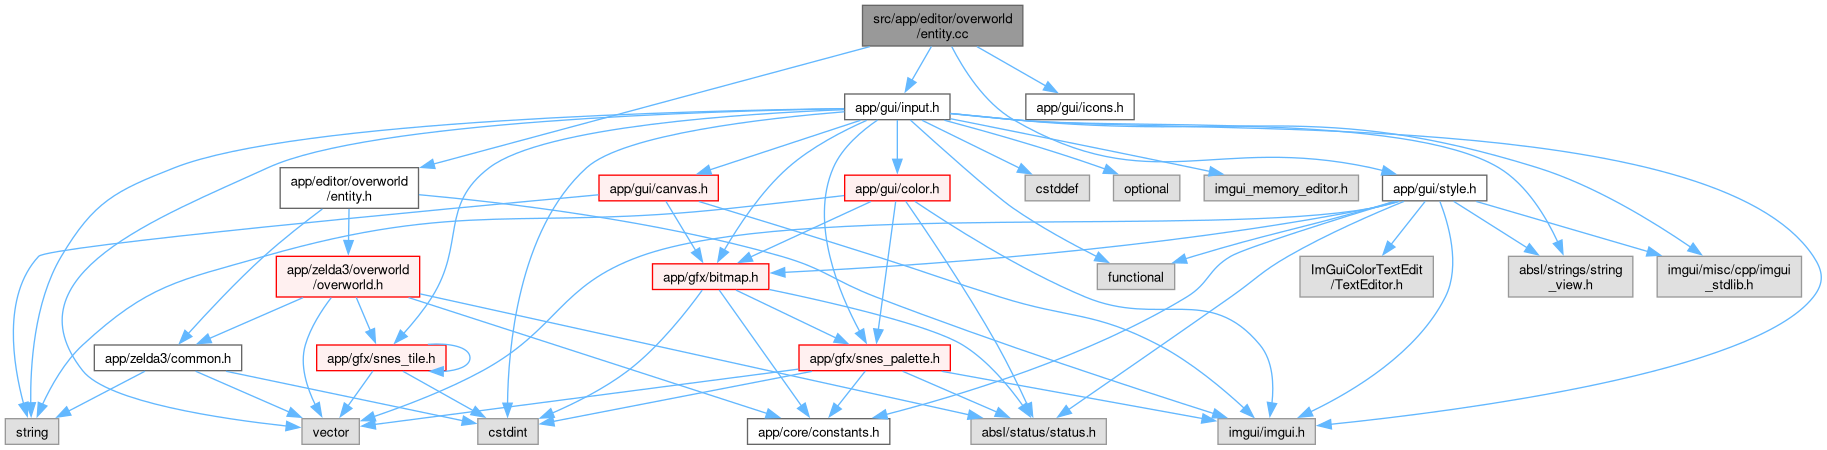 src/app/editor/overworld
/entity.cc
app/gui/input.h
app/gui/icons.h
app/editor/overworld
/entity.h
app/gui/canvas.h
app/gui/color.h
cstddef
optional
imgui_memory_editor.h
app/gui/style.h
app/zelda3/overworld
/overworld.h
app/gfx/bitmap.h
functional
ImGuiColorTextEdit
/TextEditor.h
absl/strings/string
_view.h
imgui/misc/cpp/imgui
_stdlib.h
app/zelda3/common.h
app/gfx/snes_tile.h
app/gfx/snes_palette.h
string
vector
cstdint
app/core/constants.h
absl/status/status.h
imgui/imgui.h